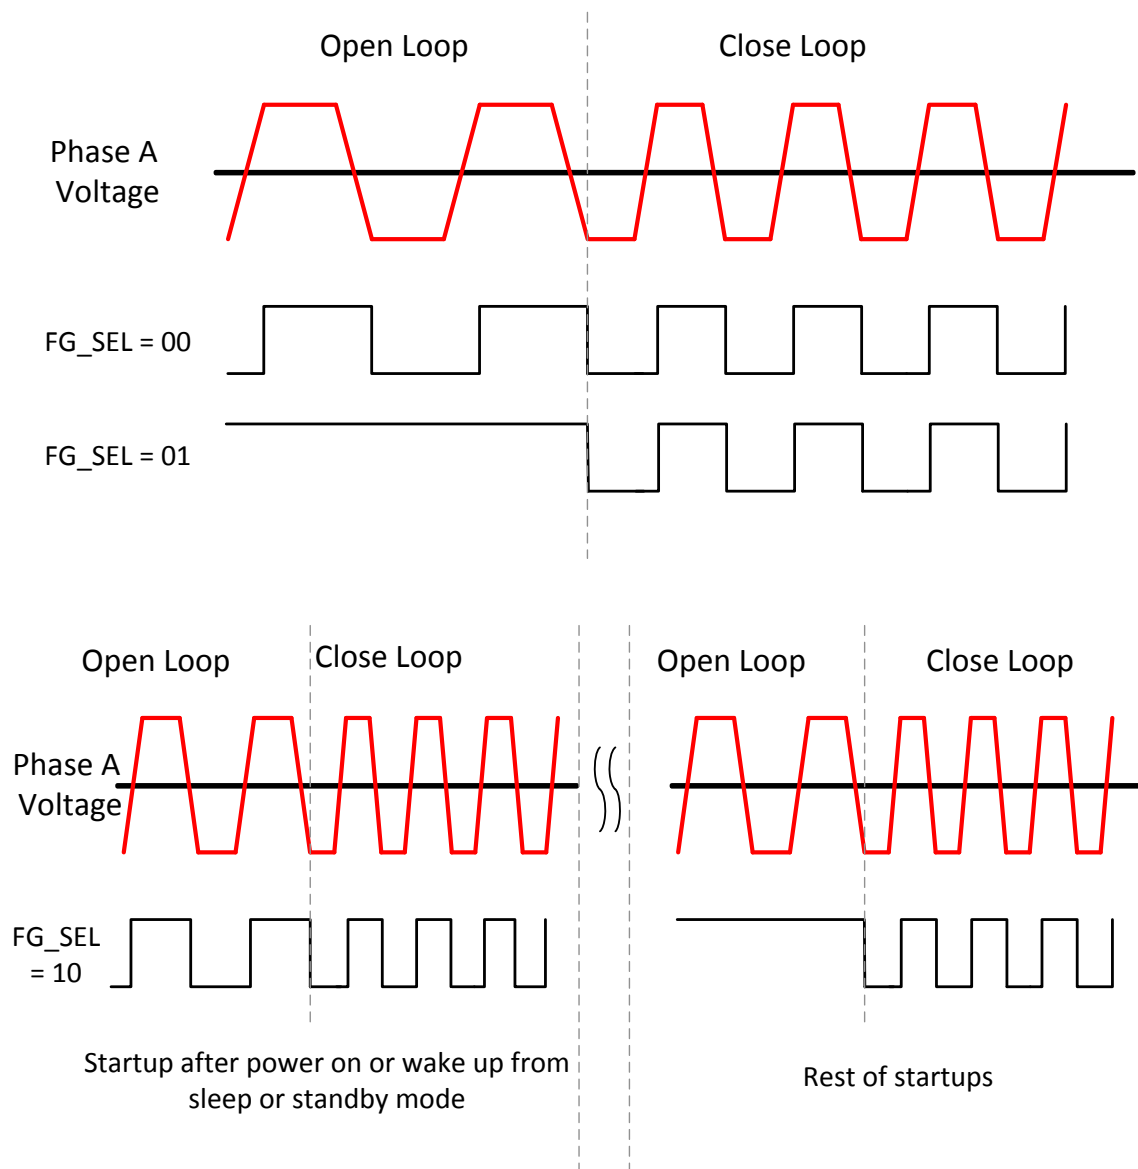 Open Loop
Close Loop
Phase A
Voltage
FG_SEL = 00
FG_SEL = 01
Open Loop
Close Loop
Open Loop
Close Loop
Phase A
Voltage
FG_SEL
= 10
Startup after power on or wake up from
sleep or standby mode
Rest of startups